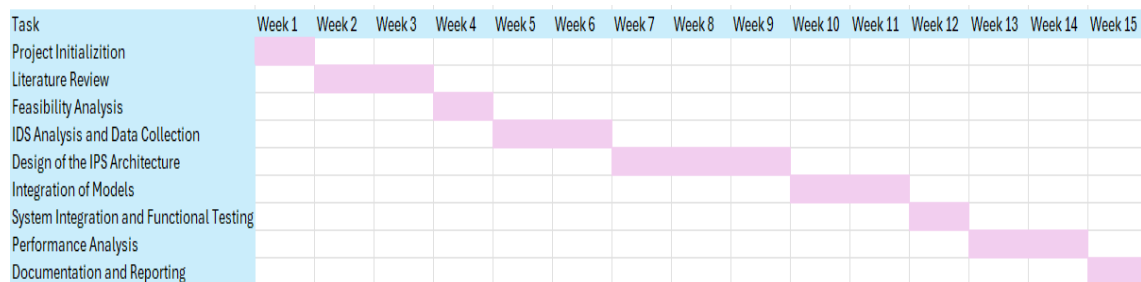 Task Week 1 Week 2 Week 3 Week 4 Week 5 Week 6 Week 7 Week 8 Week 9 Week 10 Week 11 Week 12 Week 13 Week 14 Week 15
Project Initializition
Literature Review
Feasibility Analysis
IDS Analysis and Data Collection
Design of the IPS Architecture
Integration of Models
System Integration and Functional Testing
Performance Analysis
Documentation and Reporting